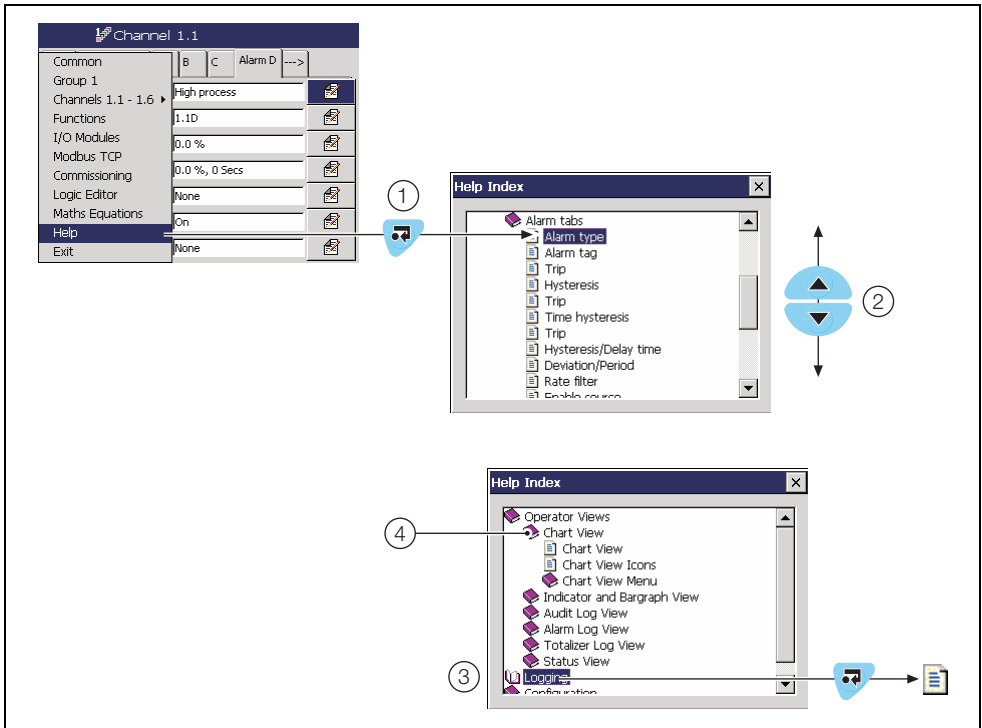 Channel 1.1
B C Alarm D --->
Common
Group 1
Channels 1.1 - 1.6
Functions
I/O Modules
Modbus TCP
Commissioning
Logic Editor
Maths Equations
Help
Exit
High process
1.1D
0.0 %
0.0 %, 0 Secs
None
On
None
1
Help Index
Alarm tabs
Alarm type
Alarm tag
Trip
Hysteresis
Trip
Time hysteresis
Trip
Hysteresis/Delay time
Deviation/Period
Rate filter
Enable source
2
Help Index
Operator Views
Chart View
Chart View
Chart View Icons
Chart View Menu
Indicator and Bargraph View
Audit Log View
Alarm Log View
Totalizer Log View
Status View
Logging
Configuration
4
3